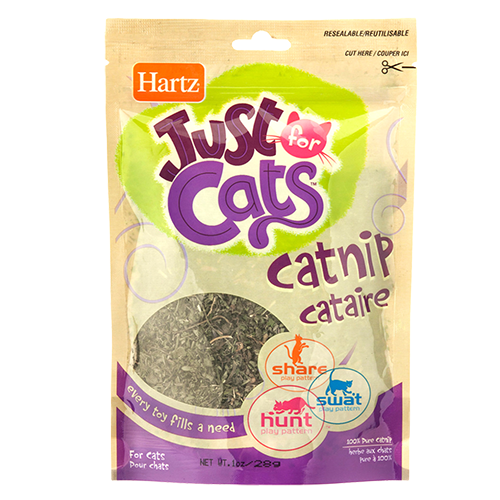 RESEALABLE/REUTILISABLE
CUT HERE / COUPER ICI
Hartz
Just for
Cats™
catnip
cataire
share
play pattern
swat
play pattern
hunt
play pattern
every toy fills a need
100% Pure Catnip
herbe aux chats
pure à 100%
For Cats
Pour chats
NET WT. 1oz/28g